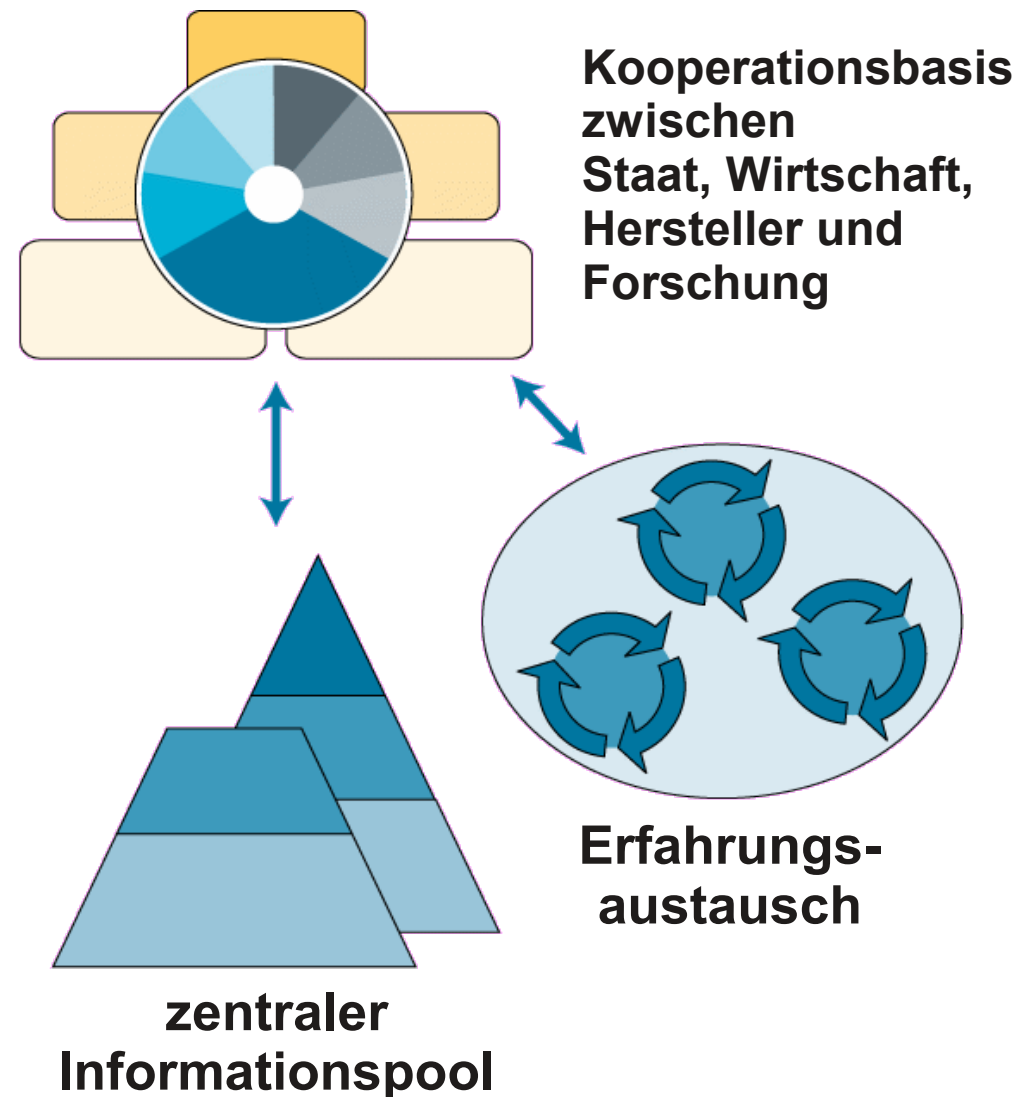 Kooperationsbasis
zwischen
Staat, Wirtschaft,
Hersteller und
Forschung
Erfahrungs-
austausch
zentraler
Informationspool